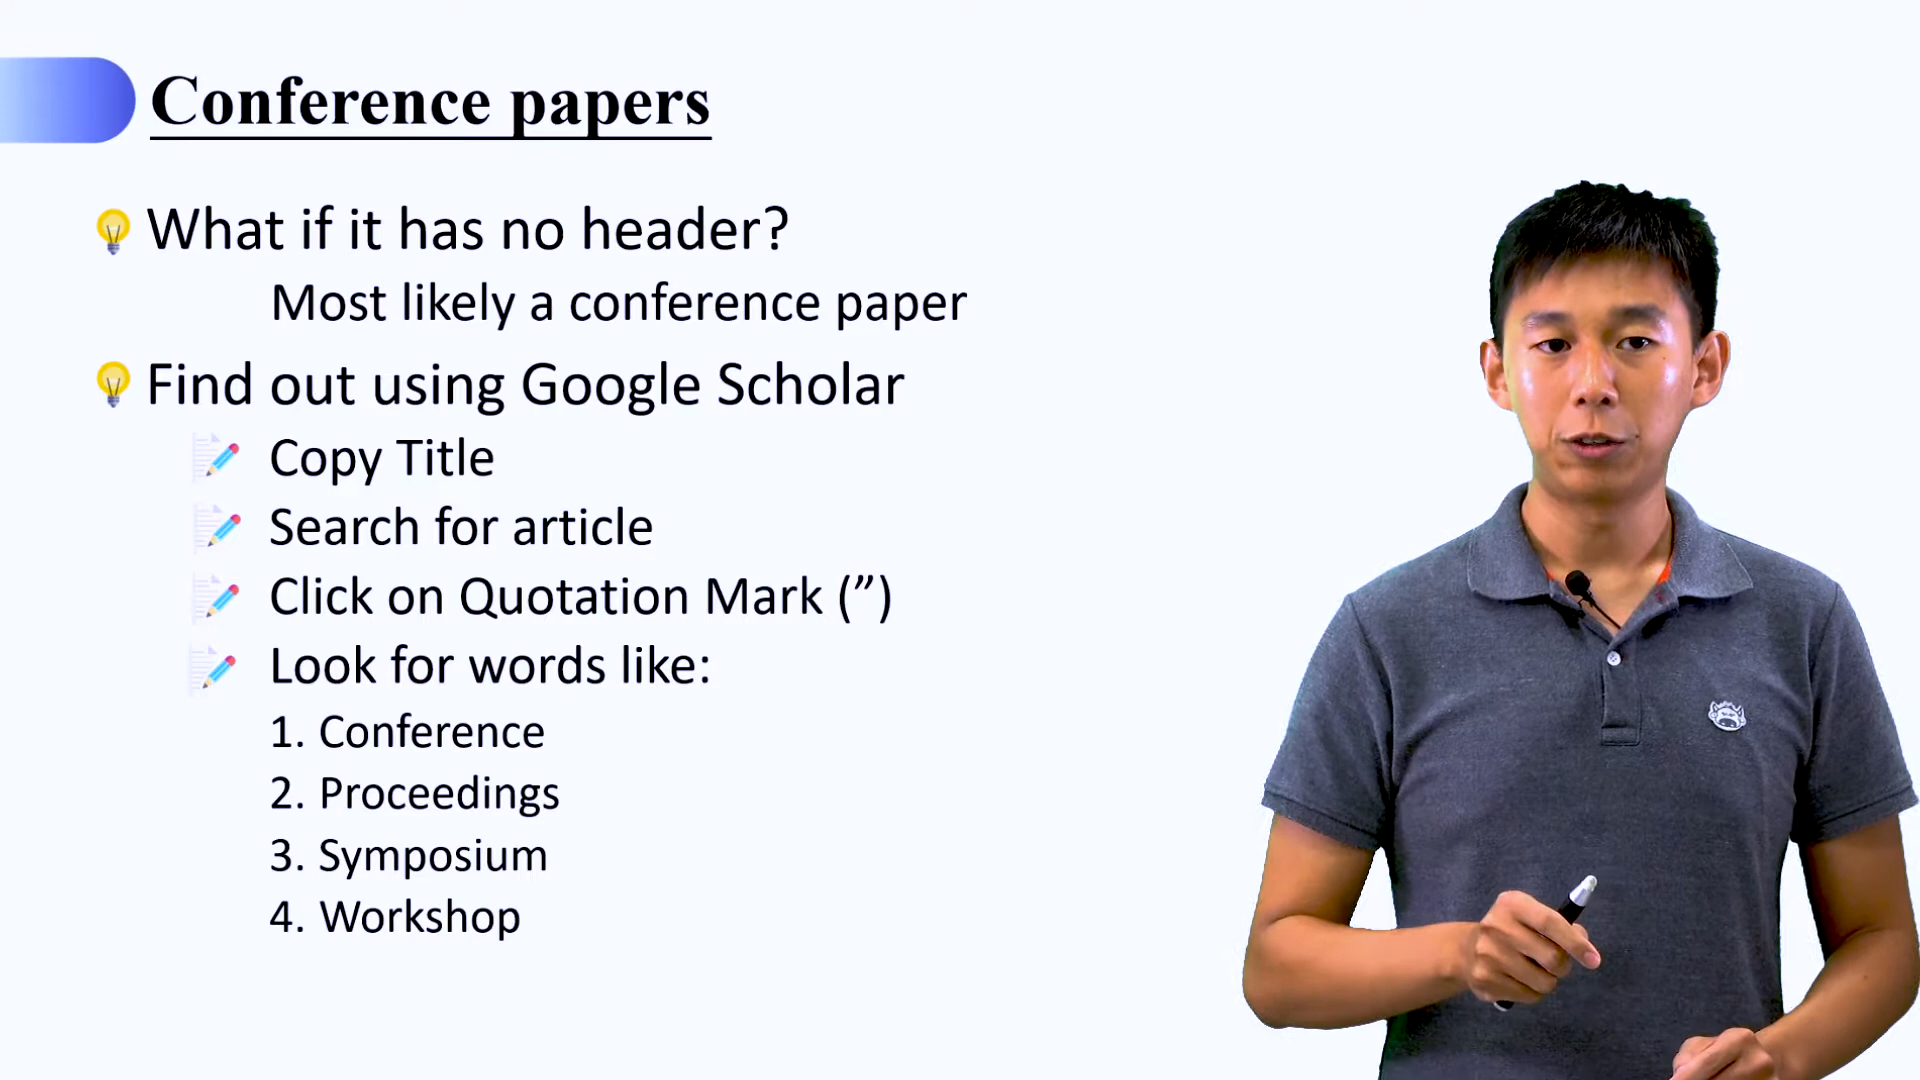 Conference papers
What if it has no header?
Most likely a conference paper
Find out using Google Scholar
Copy Title
Search for article
Click on Quotation Mark (”)
Look for words like:
1. Conference
2. Proceedings
3. Symposium
4. Workshop